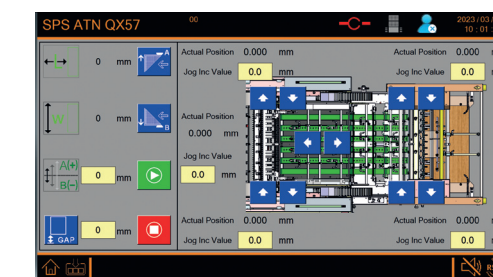 SPS ATN QX57
00
2023 / 03 /
10 : 01 :
L 0 mm A
W 0 mm B
A(+)
B(-)
0 mm
GAP 0 mm
Actual Position 0.000 mm
Jog Inc Value 0.0 mm
Actual Position 0.000 mm
Jog Inc Value 0.0 mm
Actual Position
0.000 mm
Jog Inc Value
0.0 mm
Actual Position 0.000 mm
Jog Inc Value 0.0 mm
Actual Position 0.000
Jog Inc Value 0.0